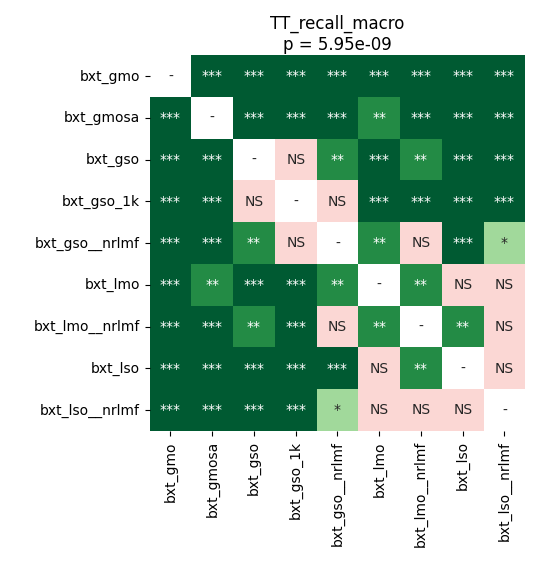 TT_recall_macro
p = 5.95e-09
bxt_gmo - *** *** *** *** *** *** *** ***
bxt_gmosa *** - *** *** *** ** *** *** ***
bxt_gso *** *** - NS ** *** ** *** ***
bxt_gso_1k *** *** NS - NS *** *** *** ***
bxt_gso__nrlmf *** *** ** NS - ** NS *** *
bxt_lmo *** ** *** *** ** - ** NS NS
bxt_lmo__nrlmf *** *** ** *** NS ** - ** NS
bxt_lso *** *** *** *** *** NS ** - NS
bxt_lso__nrlmf *** *** *** *** * NS NS NS -
bxt_gmo
bxt_gmosa
bxt_gso
bxt_gso_1k
bxt_gso__nrlmf
bxt_lmo
bxt_lmo__nrlmf
bxt_lso
bxt_lso__nrlmf